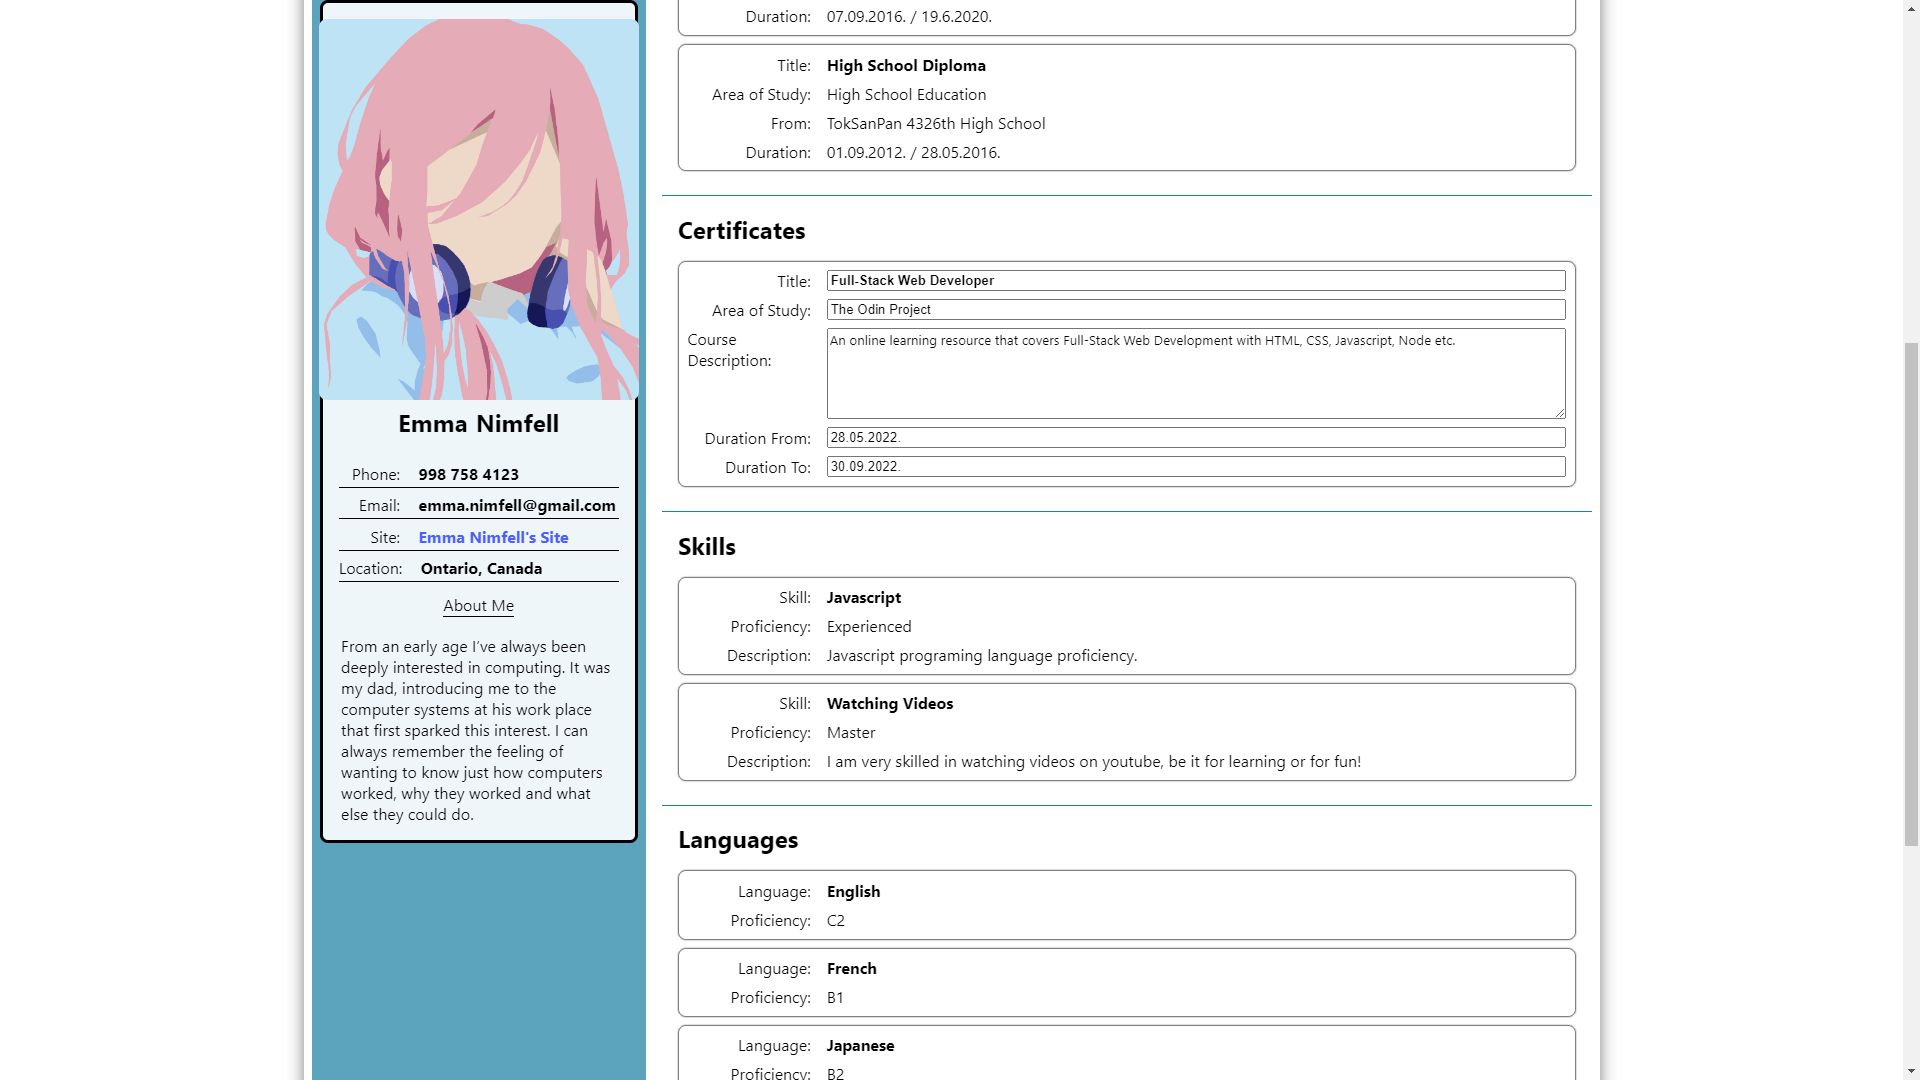 Emma Nimfell
Phone: 998 758 4123
Email: emma.nimfell@gmail.com
Site: Emma Nimfell's Site
Location: Ontario, Canada
About Me
From an early age I've always been
deeply interested in computing. It was
my dad, introducing me to the
computer systems at his work place
that first sparked this interest. I can
always remember the feeling of
wanting to know just how computers
worked, why they worked and what
else they could do.
Duration: 07.09.2016. / 19.6.2020.
Title: High School Diploma
Area of Study: High School Education
From: TokSanPan 4326th High School
Duration: 01.09.2012. / 28.05.2016.
Certificates
Title: Full-Stack Web Developer
Area of Study: The Odin Project
Course
Description:
An online learning resource that covers Full-Stack Web Development with HTML, CSS, Javascript, Node etc.
Duration From: 28.05.2022.
Duration To: 30.09.2022.
Skills
Skill: Javascript
Proficiency: Experienced
Description: Javascript programing language proficiency.
Skill: Watching Videos
Proficiency: Master
Description: I am very skilled in watching videos on youtube, be it for learning or for fun!
Languages
Language: English
Proficiency: C2
Language: French
Proficiency: B1
Language: Japanese
Proficiency: B2